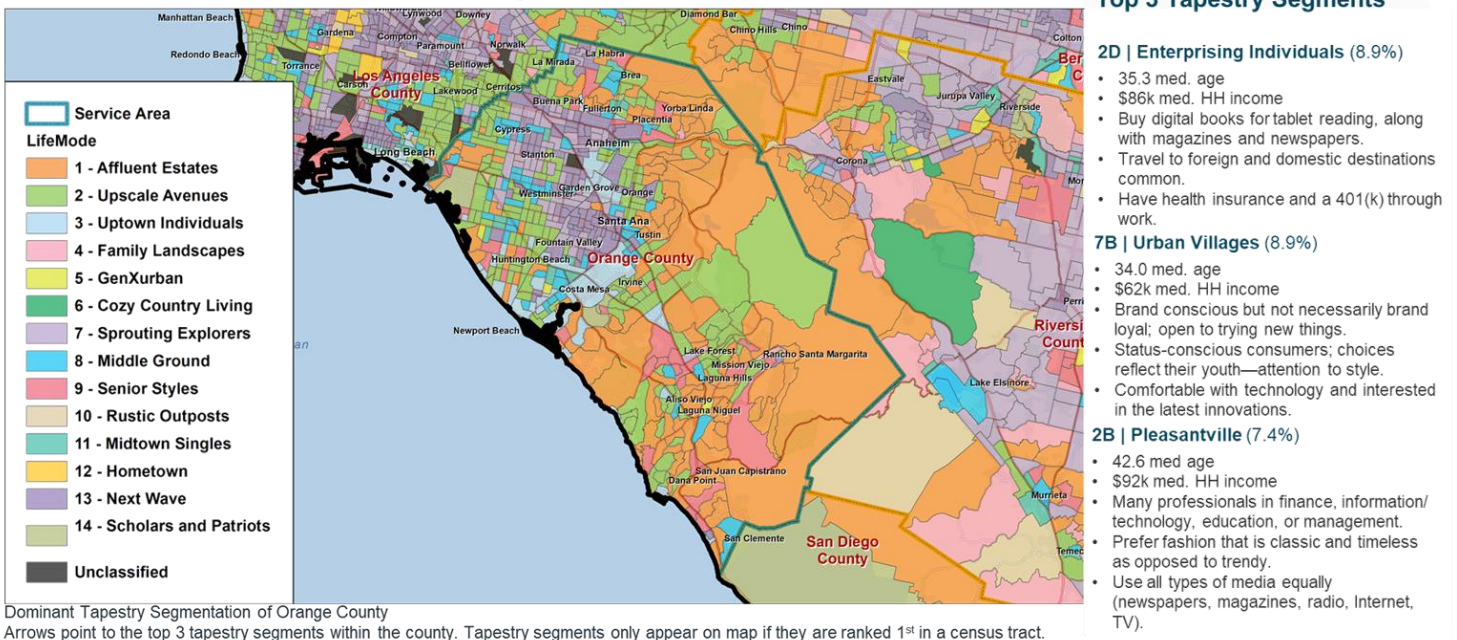 Manhattan Beach
Redondo Beach
Lynwood
Downey
Gardena
Compton
Paramount
Norwalk
Torrance
Bellflower
Los Angeles
County
Carson
Lakewood
Cerritos
Long Beach
Diamond Bar
Chino Hills
Chino
La Habra
La Mirada
Brea
Buena Park
Fullerton
Yorba Linda
Placentia
Cypress
Anaheim
Stanton
Garden Grove
Orange
Westminster
Santa Ana
Tustin
Fountain Valley
Huntington Beach
Orange County
Irvine
Costa Mesa
Newport Beach
Lake Forest
Rancho Santa Margarita
Mission Viejo
Laguna Hills
Aliso Viejo
Laguna Niguel
San Juan Capistrano
Dana Point
San Clemente
San Diego
County
Colton
Ber
C
Eastvale
Jurupa Valley
Riverside
Corona
Mor
Perri
Riversi
Count
Lake Elsinore
Murrieta
Temec
an
Service Area
LifeMode
1 - Affluent Estates
2 - Upscale Avenues
3 - Uptown Individuals
4 - Family Landscapes
5 - GenXurban
6 - Cozy Country Living
7 - Sprouting Explorers
8 - Middle Ground
9 - Senior Styles
10 - Rustic Outposts
11 - Midtown Singles
12 - Hometown
13 - Next Wave
14 - Scholars and Patriots
Unclassified
Dominant Tapestry Segmentation of Orange County
Arrows point to the top 3 tapestry segments within the county. Tapestry segments only appear on map if they are ranked 1st in a census tract.
Top 3 Tapestry Segments
2D | Enterprising Individuals (8.9%)
• 35.3 med. age
• $86k med. HH income
• Buy digital books for tablet reading, along
with magazines and newspapers.
• Travel to foreign and domestic destinations
common.
• Have health insurance and a 401(k) through
work.
7B | Urban Villages (8.9%)
• 34.0 med. age
• $62k med. HH income
• Brand conscious but not necessarily brand
loyal; open to trying new things.
• Status-conscious consumers; choices
reflect their youth—attention to style.
• Comfortable with technology and interested
in the latest innovations.
2B | Pleasantville (7.4%)
• 42.6 med age
• $92k med. HH income
• Many professionals in finance, information/
technology, education, or management.
• Prefer fashion that is classic and timeless
as opposed to trendy.
• Use all types of media equally
(newspapers, magazines, radio, Internet,
TV).